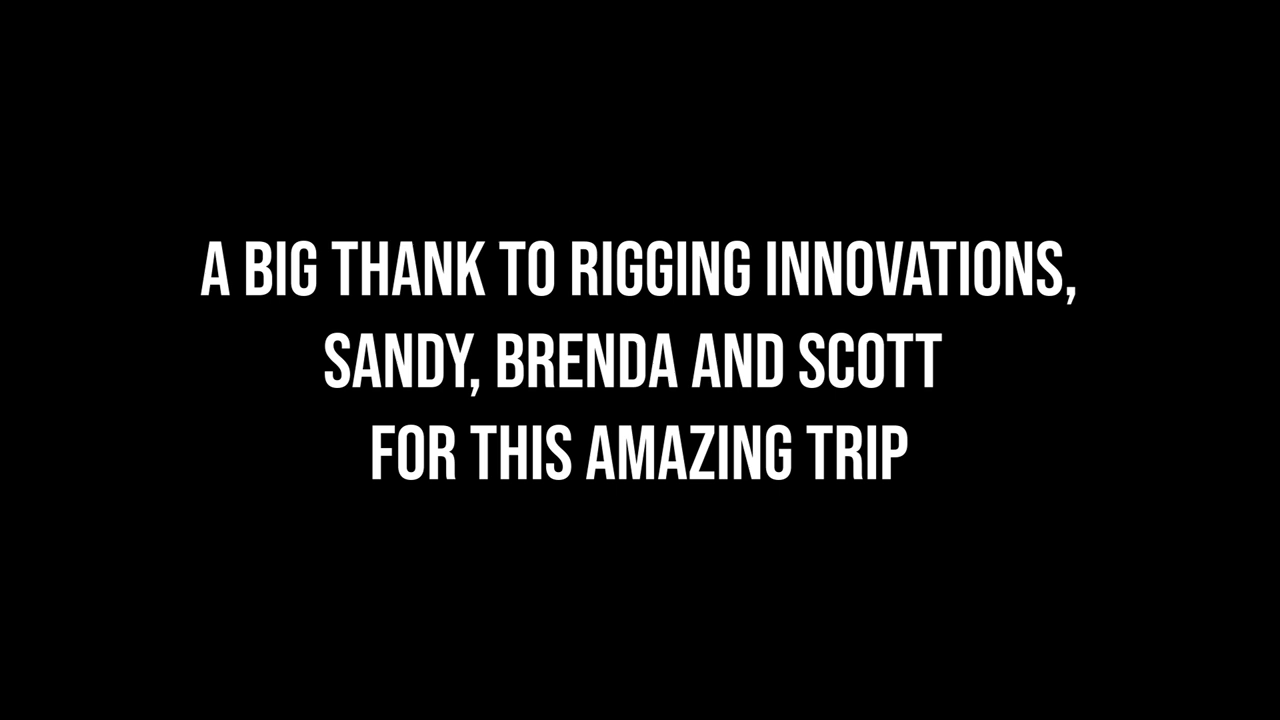 A BIG THANK TO RIGGING INNOVATIONS,
SANDY, BRENDA AND SCOTT
FOR THIS AMAZING TRIP